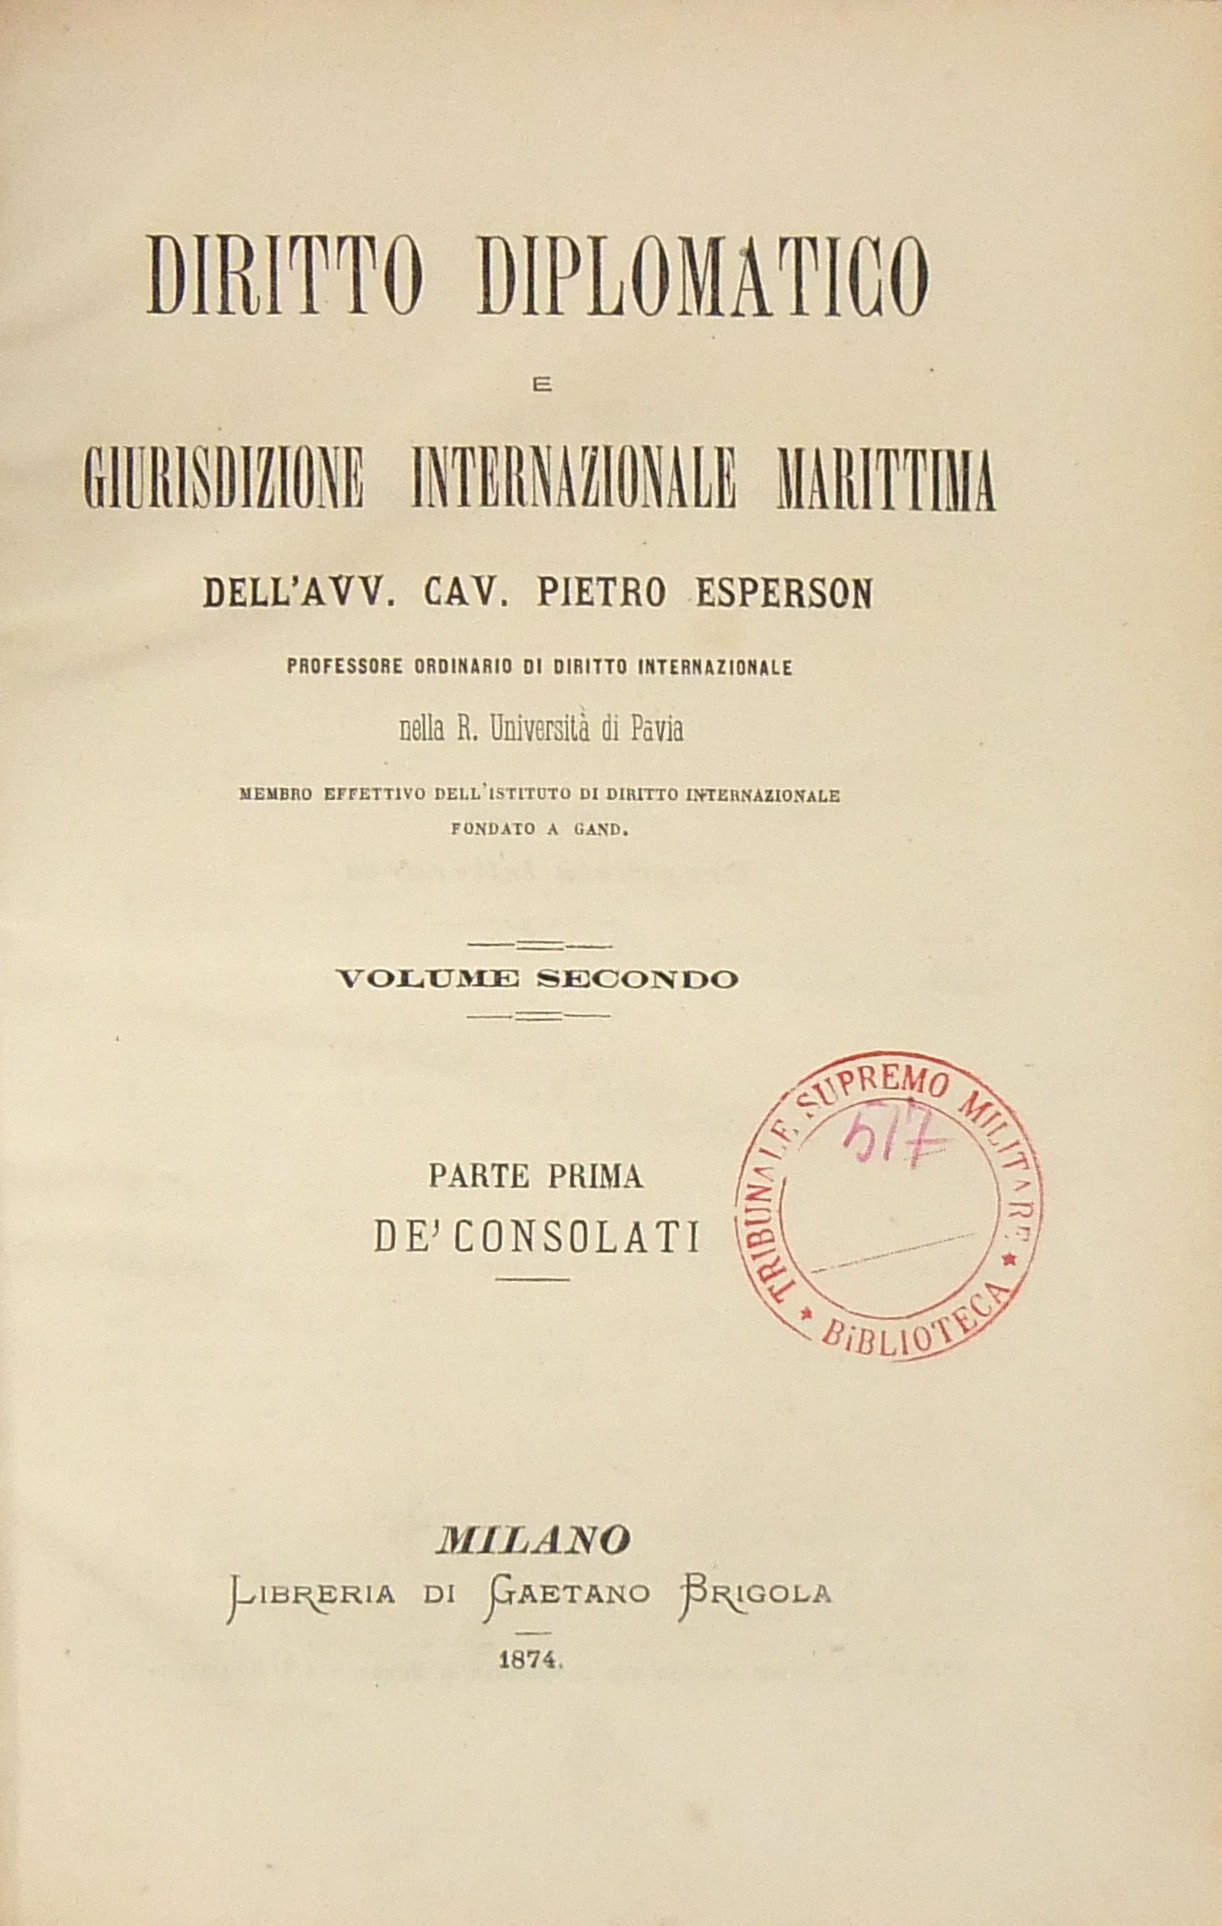 DIRITTO DIPLOMATICO
E
GIURISDIZIONE INTERNAZIONALE MARITTIMA
DELL'AVV. CAV. PIETRO ESPERSON
PROFESSORE ORDINARIO DI DIRITTO INTERNAZIONALE
nella R. Università di Pavia
MEMBRO EFFETTIVO DELL'ISTITUTO DI DIRITTO INTERNAZIONALE
FONDATO A GAND.
VOLUME SECONDO
PARTE PRIMA
DE' CONSOLATI
TRIBUNALE SUPREMO MILITARE
517
BiBLIOTECA
MILANO
LIBRERIA DI GAETANO BRIGOLA
1874.